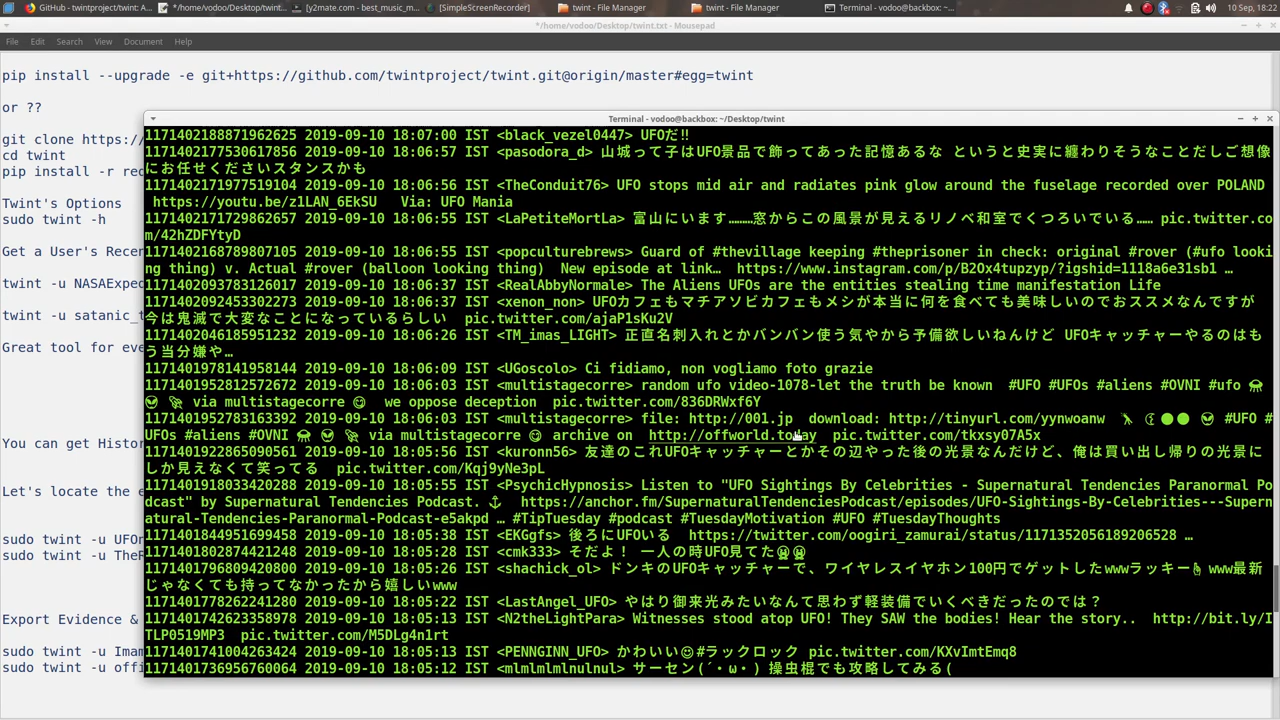 GitHub - twintproject/twint: A...
*/home/vodoo/Desktop/twint...
[y2mate.com - best_music_m...
[SimpleScreenRecorder]
twint - File Manager
twint - File Manager
Terminal - vodoo@backbox: ~...
10 Sep, 18:22
*/home/vodoo/Desktop/twint.txt - Mousepad
File Edit Search View Document Help
pip install --upgrade -e git+https://github.com/twintproject/twint.git@origin/master#egg=twint
or ??
git clone https:/
cd twint
pip install -r req
Twint's Options
sudo twint -h
Get a User's Recen
twint -u NASAExped
twint -u satanic_t
Great tool for eve
You can get Histor
Let's locate the e
sudo twint -u UFOn
sudo twint -u TheR
Export Evidence &
sudo twint -u Imam
sudo twint -u offi
Terminal - vodoo@backbox: ~/Desktop/twint
1171402188871962625 2019-09-10 18:07:00 IST <black_vezel0447> UFOだ‼
1171402177530617856 2019-09-10 18:06:57 IST <pasodora_d> 山城って子はUFO景品で飾ってあった記憶あるな というと史実に纏わりそうなことだしご想像
にお任せくださいスタンスかも
1171402171977519104 2019-09-10 18:06:56 IST <TheConduit76> UFO stops mid air and radiates pink glow around the fuselage recorded over POLAND
https://youtu.be/z1LAN_6EkSU Via: UFO Mania
1171402171729862657 2019-09-10 18:06:55 IST <LaPetiteMortLa> 富山にいます………窓からこの風景が見えるリノベ和室でくつろいでいる…… pic.twitter.co
m/42hZDFYtyD
1171402168789807105 2019-09-10 18:06:55 IST <popculturebrews> Guard of #thevillage keeping #theprisoner in check: original #rover (#ufo looki
ng thing) v. Actual #rover (balloon looking thing) New episode at link… https://www.instagram.com/p/B2Ox4tupzyp/?igshid=1118a6e31sb1 …
1171402093783126017 2019-09-10 18:06:37 IST <RealAbbyNormale> The Aliens UFOs are the entities stealing time manifestation Life
1171402092453302273 2019-09-10 18:06:37 IST <xenon_non> UFOカフェもマチアソビカフェもメシが本当に何を食べても美味しいのでおススメなんですが
今は鬼滅で大変なことになっているらしい pic.twitter.com/ajaP1sKu2V
1171402046185951232 2019-09-10 18:06:26 IST <TM_imas_LIGHT> 正直名刺入れとかバンバン使う気やから予備欲しいねんけど UFOキャッチャーやるのはも
う当分嫌や…
1171401978141958144 2019-09-10 18:06:09 IST <UGoscolo> Ci fidiamo, non vogliamo foto grazie
1171401952812572672 2019-09-10 18:06:03 IST <multistagecorre> random ufo video-1078-let the truth be known #UFO #UFOs #aliens #OVNI #ufo 🛸
👽 🚀 via multistagecorre 😋 we oppose deception pic.twitter.com/836DRWxf6Y
1171401952783163392 2019-09-10 18:06:03 IST <multistagecorre> file: http://001.jp download: http://tinyurl.com/yynwoanw 🔭 ☾●● 👽 #UFO #U
UFOs #aliens #OVNI 🛸 👽 🚀 via multistagecorre 😋 archive on http://offworld.today pic.twitter.com/tkxsy07A5x
1171401922865090561 2019-09-10 18:05:56 IST <kuronn56> 友達のこれUFOキャッチャーとかその辺やった後の光景なんだけど、俺は買い出し帰りの光景に
しか見えなくて笑ってる pic.twitter.com/Kqj9yNe3pL
1171401918033420288 2019-09-10 18:05:55 IST <PsychicHypnosis> Listen to "UFO Sightings By Celebrities - Supernatural Tendencies Paranormal Po
dcast" by Supernatural Tendencies Podcast. ⚓ https://anchor.fm/SupernaturalTendenciesPodcast/episodes/UFO-Sightings-By-Celebrities---Supern
atural-Tendencies-Paranormal-Podcast-e5akpd … #TipTuesday #podcast #TuesdayMotivation #UFO #TuesdayThoughts
1171401844951699458 2019-09-10 18:05:38 IST <EKGgfs> 後ろにUFOいる https://twitter.com/oogiri_zamurai/status/1171352056189206528 …
1171401802874421248 2019-09-10 18:05:28 IST <cmk333> そだよ！ 一人の時UFO見てた😭😭
1171401796809420800 2019-09-10 18:05:26 IST <shachick_ol> ドンキのUFOキャッチャーで、ワイヤレスイヤホン100円でゲットしたwwwラッキー✌ www最新
じゃなくても持ってなかったから嬉しいwww
1171401778262241280 2019-09-10 18:05:22 IST <LastAngel_UFO> やはり御来光みたいなんて思わず軽装備でいくべきだったのでは？
1171401742623358978 2019-09-10 18:05:13 IST <N2theLightPara> Witnesses stood atop UFO! They SAW the bodies! Hear the story.. http://bit.ly/I
TLP0519MP3 pic.twitter.com/M5DLg4n1rt
1171401741004263424 2019-09-10 18:05:13 IST <PENNGINN_UFO> かわいい😍#ラックロック pic.twitter.com/KXvImtEmq8
1171401736956760064 2019-09-10 18:05:12 IST <mlmlmlmlnulnul> サーセン(´・ω・) 操虫棍でも攻略してみる(